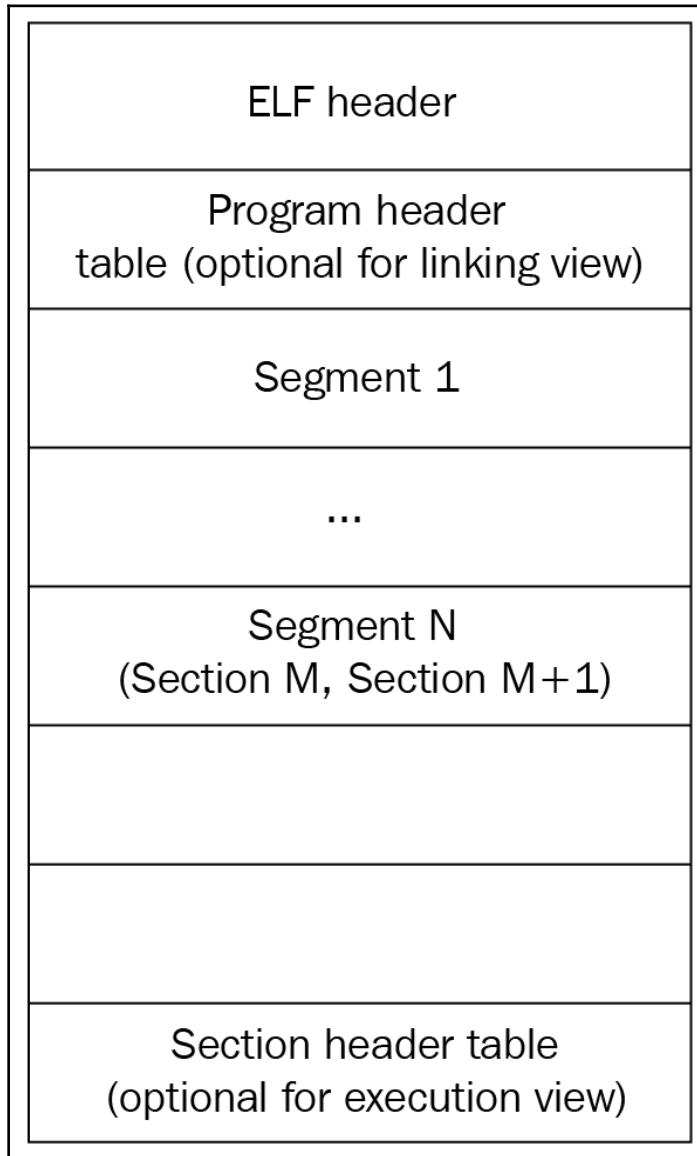 ELF header
Program header
table (optional for linking view)
Segment 1
...
Segment N
(Section M, Section M+1)
Section header table
(optional for execution view)